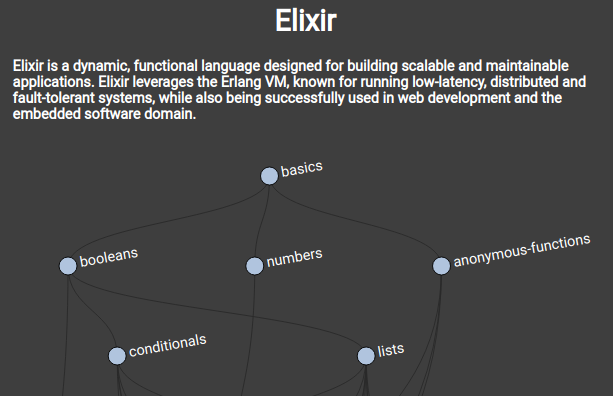 Elixir
Elixir is a dynamic, functional language designed for building scalable and maintainable
applications. Elixir leverages the Erlang VM, known for running low-latency, distributed and
fault-tolerant systems, while also being successfully used in web development and the
embedded software domain.
basics
booleans
numbers
anonymous-functions
conditionals
lists